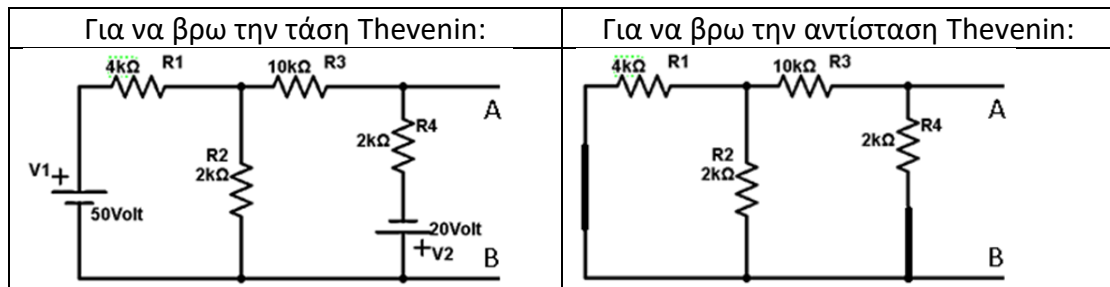 Για να βρω την τάση Thevenin:
4kΩ R1 10kΩ R3
A
R4
2kΩ
R2
2kΩ
V1 +
50Volt
20Volt
+V2
B
Για να βρω την αντίσταση Thevenin:
4kΩ R1 10kΩ R3
A
R4
2kΩ
R2
2kΩ
B